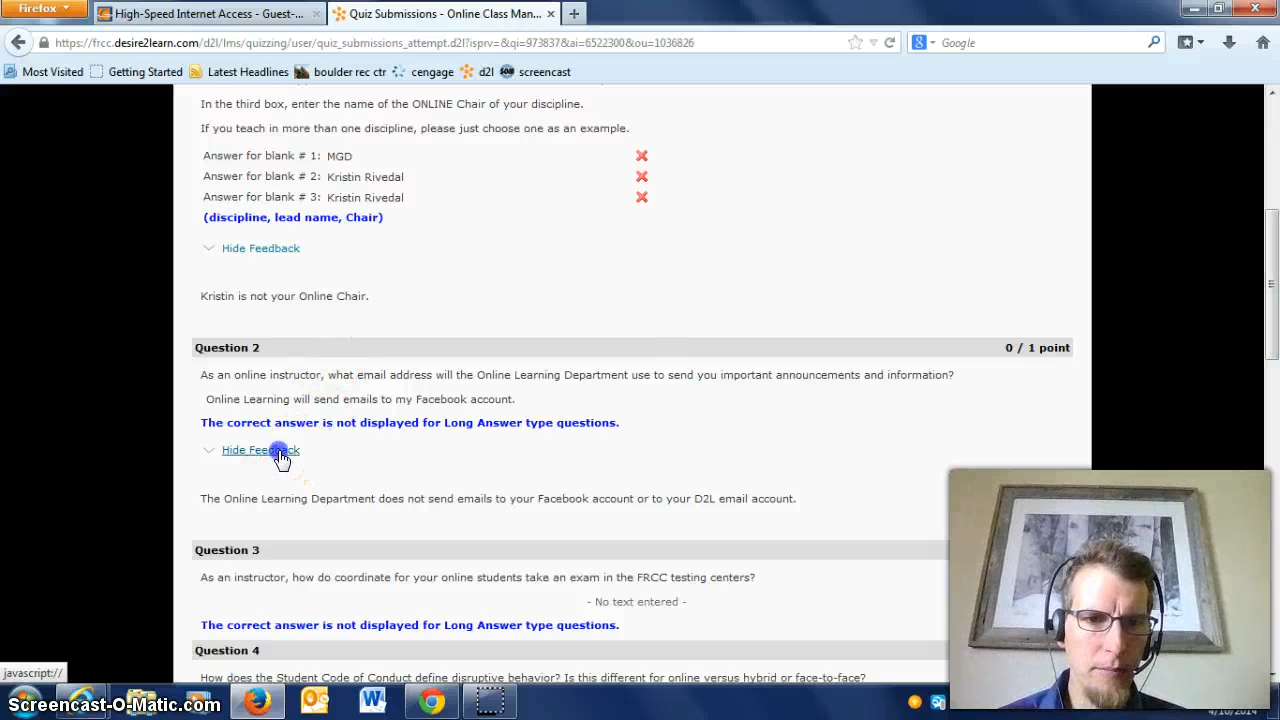 Firefox
High-Speed Internet Access - Guest-...
Quiz Submissions - Online Class Man...
https://frcc.desire2learn.com/d2l/lms/quizzing/user/quiz_submissions_attempt.d2l?isprv=&qi=973837&ai=6522300&ou=1036826
Google
Most Visited Getting Started Latest Headlines boulder rec ctr cengage d2l screencast
In the third box, enter the name of the ONLINE Chair of your discipline.
If you teach in more than one discipline, please just choose one as an example.
Answer for blank # 1: MGD
Answer for blank # 2: Kristin Rivedal
Answer for blank # 3: Kristin Rivedal
(discipline, lead name, Chair)
Hide Feedback
Kristin is not your Online Chair.
Question 2 0 / 1 point
As an online instructor, what email address will the Online Learning Department use to send you important announcements and information?
Online Learning will send emails to my Facebook account.
The correct answer is not displayed for Long Answer type questions.
Hide Feedback
The Online Learning Department does not send emails to your Facebook account or to your D2L email account.
Question 3
As an instructor, how do coordinate for your online students take an exam in the FRCC testing centers?
- No text entered -
The correct answer is not displayed for Long Answer type questions.
Question 4
How does the Student Code of Conduct define disruptive behavior? Is this different for online versus hybrid or face-to-face?
javascript://
Screencast-O-Matic.com
4/10/2014